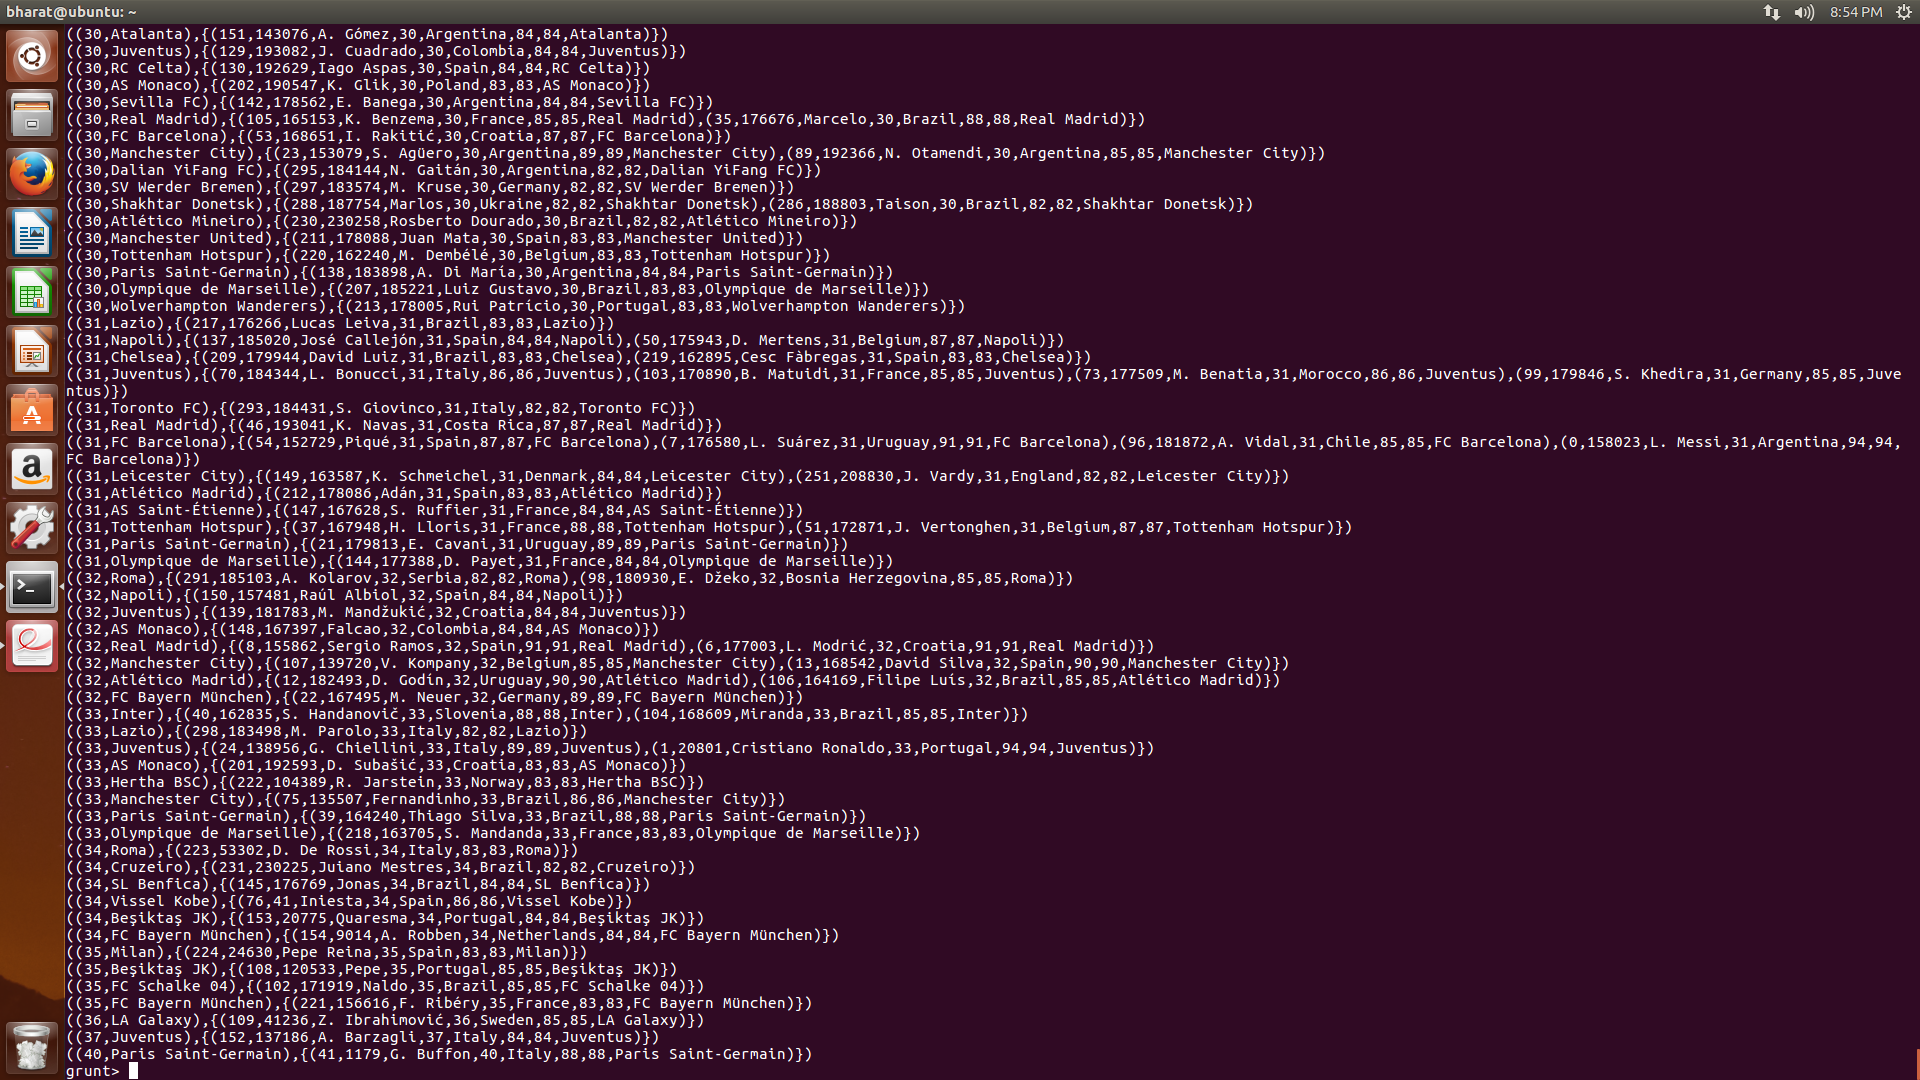 bharat@ubuntu: ~
8:54 PM
((30,Atalanta),{(151,143076,A. Gómez,30,Argentina,84,84,Atalanta)})
((30,Juventus),{(129,193082,J. Cuadrado,30,Colombia,84,84,Juventus)})
((30,RC Celta),{(130,192629,Iago Aspas,30,Spain,84,84,RC Celta)})
((30,AS Monaco),{(202,190547,K. Glik,30,Poland,83,83,AS Monaco)})
((30,Sevilla FC),{(142,178562,E. Banega,30,Argentina,84,84,Sevilla FC)})
((30,Real Madrid),{(105,165153,K. Benzema,30,France,85,85,Real Madrid),(35,176676,Marcelo,30,Brazil,88,88,Real Madrid)})
((30,FC Barcelona),{(53,168651,I. Rakitić,30,Croatia,87,87,FC Barcelona)})
((30,Manchester City),{(23,153079,S. Agüero,30,Argentina,89,89,Manchester City),(89,192366,N. Otamendi,30,Argentina,85,85,Manchester City)})
((30,Dalian YiFang FC),{(295,184144,N. Gaitán,30,Argentina,82,82,Dalian YiFang FC)})
((30,SV Werder Bremen),{(297,183574,M. Kruse,30,Germany,82,82,SV Werder Bremen)})
((30,Shakhtar Donetsk),{(288,187754,Marlos,30,Ukraine,82,82,Shakhtar Donetsk),(286,188803,Taison,30,Brazil,82,82,Shakhtar Donetsk)})
((30,Atlético Mineiro),{(230,230258,Rosberto Dourado,30,Brazil,82,82,Atlético Mineiro)})
((30,Manchester United),{(211,178088,Juan Mata,30,Spain,83,83,Manchester United)})
((30,Tottenham Hotspur),{(220,162240,M. Dembélé,30,Belgium,83,83,Tottenham Hotspur)})
((30,Paris Saint-Germain),{(138,183898,A. Di María,30,Argentina,84,84,Paris Saint-Germain)})
((30,Olympique de Marseille),{(207,185221,Luiz Gustavo,30,Brazil,83,83,Olympique de Marseille)})
((30,Wolverhampton Wanderers),{(213,178005,Rui Patrício,30,Portugal,83,83,Wolverhampton Wanderers)})
((31,Lazio),{(217,176266,Lucas Leiva,31,Brazil,83,83,Lazio)})
((31,Napoli),{(137,185020,José Callejón,31,Spain,84,84,Napoli),(50,175943,D. Mertens,31,Belgium,87,87,Napoli)})
((31,Chelsea),{(209,179944,David Luiz,31,Brazil,83,83,Chelsea),(219,162895,Cesc Fàbregas,31,Spain,83,83,Chelsea)})
((31,Juventus),{(70,184344,L. Bonucci,31,Italy,86,86,Juventus),(103,170890,B. Matuidi,31,France,85,85,Juventus),(73,177509,M. Benatia,31,Morocco,86,86,Juventus),(99,179846,S. Khedira,31,Germany,85,85,Juve
ntus)})
((31,Toronto FC),{(293,184431,S. Giovinco,31,Italy,82,82,Toronto FC)})
((31,Real Madrid),{(46,193041,K. Navas,31,Costa Rica,87,87,Real Madrid)})
((31,FC Barcelona),{(54,152729,Piqué,31,Spain,87,87,FC Barcelona),(7,176580,L. Suárez,31,Uruguay,91,91,FC Barcelona),(96,181872,A. Vidal,31,Chile,85,85,FC Barcelona),(0,158023,L. Messi,31,Argentina,94,94,
FC Barcelona)})
((31,Leicester City),{(149,163587,K. Schmeichel,31,Denmark,84,84,Leicester City),(251,208830,J. Vardy,31,England,82,82,Leicester City)})
((31,Atlético Madrid),{(212,178086,Adán,31,Spain,83,83,Atlético Madrid)})
((31,AS Saint-Étienne),{(147,167628,S. Ruffier,31,France,84,84,AS Saint-Étienne)})
((31,Tottenham Hotspur),{(37,167948,H. Lloris,31,France,88,88,Tottenham Hotspur),(51,172871,J. Vertonghen,31,Belgium,87,87,Tottenham Hotspur)})
((31,Paris Saint-Germain),{(21,179813,E. Cavani,31,Uruguay,89,89,Paris Saint-Germain)})
((31,Olympique de Marseille),{(144,177388,D. Payet,31,France,84,84,Olympique de Marseille)})
((32,Roma),{(291,185103,A. Kolarov,32,Serbia,82,82,Roma),(98,180930,E. Džeko,32,Bosnia Herzegovina,85,85,Roma)})
((32,Napoli),{(150,157481,Raúl Albiol,32,Spain,84,84,Napoli)})
((32,Juventus),{(139,181783,M. Mandžukić,32,Croatia,84,84,Juventus)})
((32,AS Monaco),{(148,167397,Falcao,32,Colombia,84,84,AS Monaco)})
((32,Real Madrid),{(8,155862,Sergio Ramos,32,Spain,91,91,Real Madrid),(6,177003,L. Modrić,32,Croatia,91,91,Real Madrid)})
((32,Manchester City),{(107,139720,V. Kompany,32,Belgium,85,85,Manchester City),(13,168542,David Silva,32,Spain,90,90,Manchester City)})
((32,Atlético Madrid),{(12,182493,D. Godín,32,Uruguay,90,90,Atlético Madrid),(106,164169,Filipe Luís,32,Brazil,85,85,Atlético Madrid)})
((32,FC Bayern München),{(22,167495,M. Neuer,32,Germany,89,89,FC Bayern München)})
((33,Inter),{(40,162835,S. Handanovič,33,Slovenia,88,88,Inter),(104,168609,Miranda,33,Brazil,85,85,Inter)})
((33,Lazio),{(298,183498,M. Parolo,33,Italy,82,82,Lazio)})
((33,Juventus),{(24,138956,G. Chiellini,33,Italy,89,89,Juventus),(1,20801,Cristiano Ronaldo,33,Portugal,94,94,Juventus)})
((33,AS Monaco),{(201,192593,D. Subašić,33,Croatia,83,83,AS Monaco)})
((33,Hertha BSC),{(222,104389,R. Jarstein,33,Norway,83,83,Hertha BSC)})
((33,Manchester City),{(75,135507,Fernandinho,33,Brazil,86,86,Manchester City)})
((33,Paris Saint-Germain),{(39,164240,Thiago Silva,33,Brazil,88,88,Paris Saint-Germain)})
((33,Olympique de Marseille),{(218,163705,S. Mandanda,33,France,83,83,Olympique de Marseille)})
((34,Roma),{(223,53302,D. De Rossi,34,Italy,83,83,Roma)})
((34,Cruzeiro),{(231,230225,Juiano Mestres,34,Brazil,82,82,Cruzeiro)})
((34,SL Benfica),{(145,176769,Jonas,34,Brazil,84,84,SL Benfica)})
((34,Vissel Kobe),{(76,41,Iniesta,34,Spain,86,86,Vissel Kobe)})
((34,Beşiktaş JK),{(153,20775,Quaresma,34,Portugal,84,84,Beşiktaş JK)})
((34,FC Bayern München),{(154,9014,A. Robben,34,Netherlands,84,84,FC Bayern München)})
((35,Milan),{(224,24630,Pepe Reina,35,Spain,83,83,Milan)})
((35,Beşiktaş JK),{(108,120533,Pepe,35,Portugal,85,85,Beşiktaş JK)})
((35,FC Schalke 04),{(102,171919,Naldo,35,Brazil,85,85,FC Schalke 04)})
((35,FC Bayern München),{(221,156616,F. Ribéry,35,France,83,83,FC Bayern München)})
((36,LA Galaxy),{(109,41236,Z. Ibrahimović,36,Sweden,85,85,LA Galaxy)})
((37,Juventus),{(152,137186,A. Barzagli,37,Italy,84,84,Juventus)})
((40,Paris Saint-Germain),{(41,1179,G. Buffon,40,Italy,88,88,Paris Saint-Germain)})
grunt>